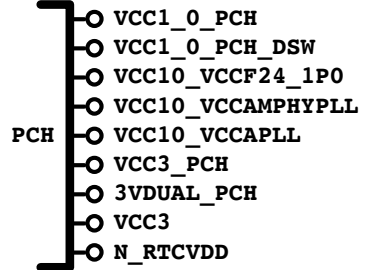 VCC1_0_PCH
VCC1_0_PCH_DSW
VCC10_VCCF24_1P0
VCC10_VCCAMPHYPLL
PCH VCC10_VCCAPLL
VCC3_PCH
3VDUAL_PCH
VCC3
N_RTCVDD